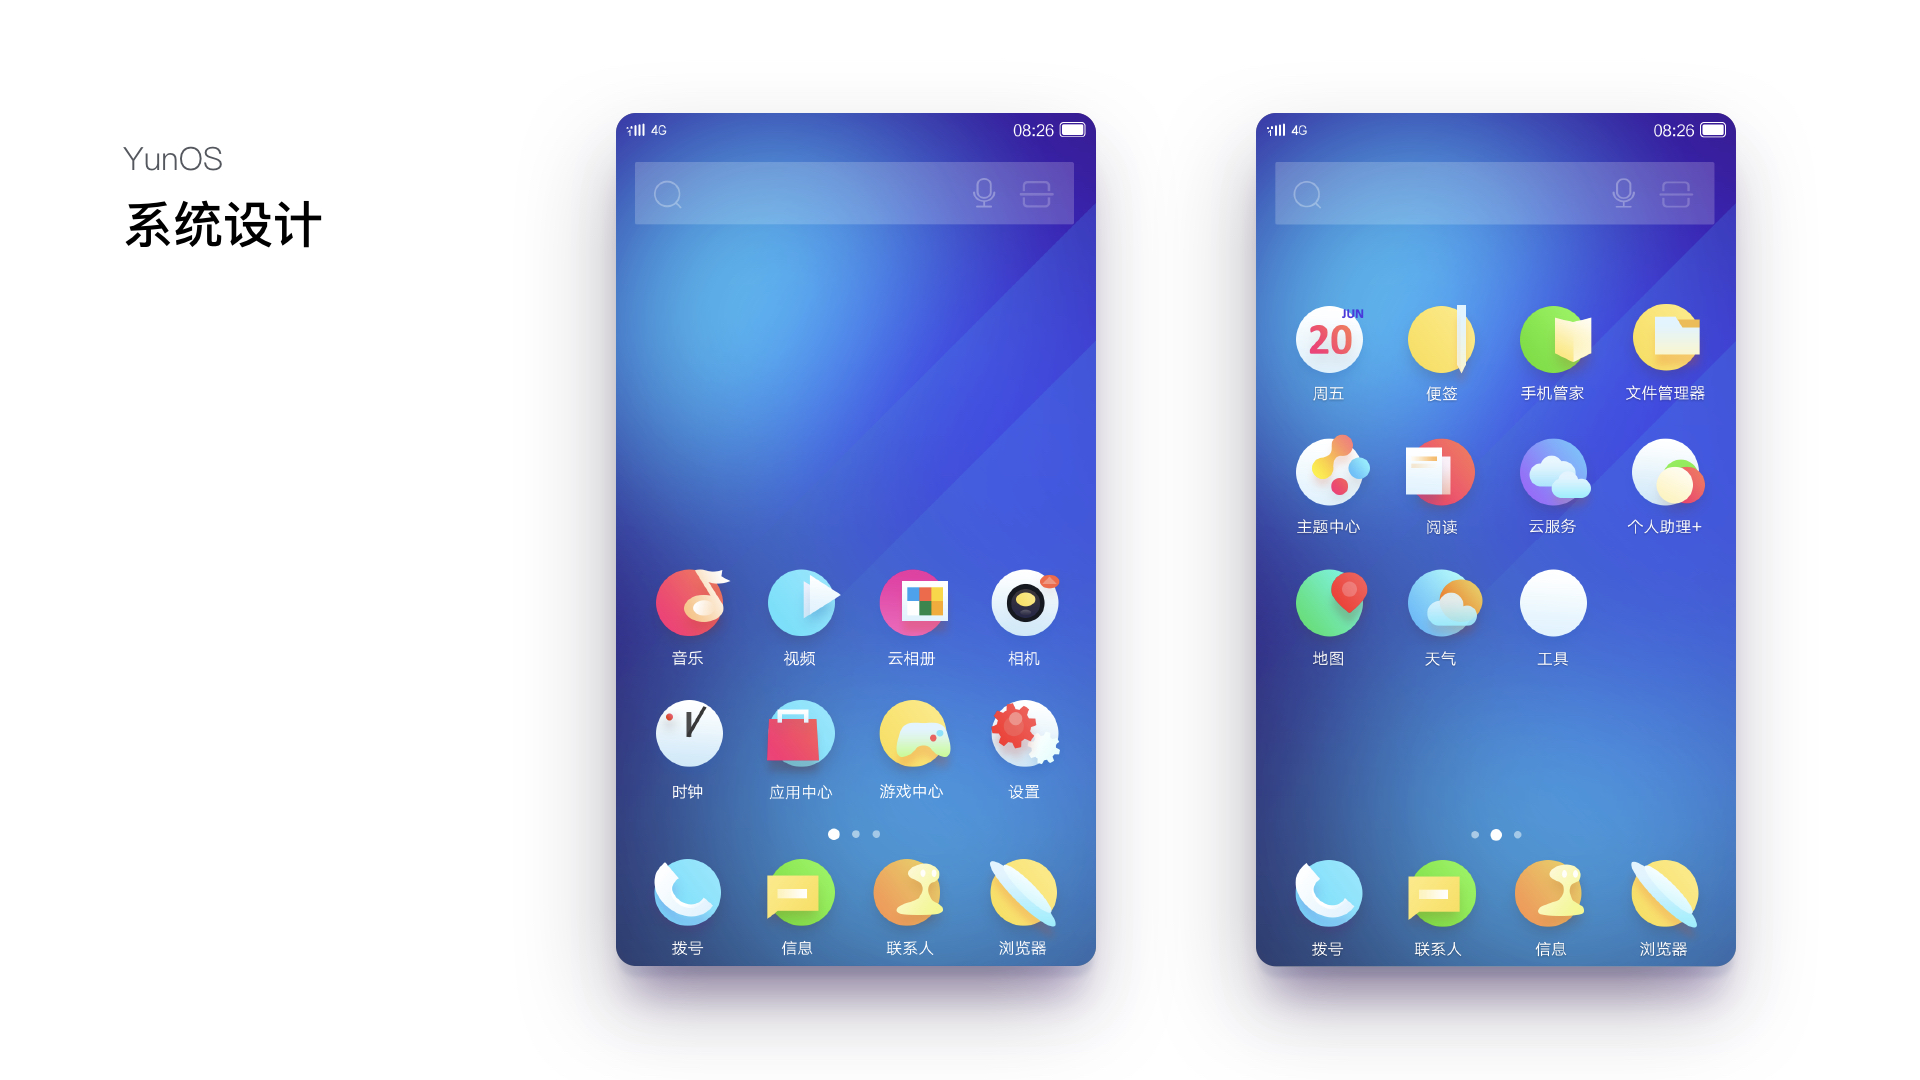 YunOS
系统设计
4G 08:26
音乐 视频 云相册 相机
时钟 应用中心 游戏中心 设置
拨号 信息 联系人 浏览器
4G 08:26
JUN
20
周五 便签 手机管家 文件管理器
主题中心 阅读 云服务 个人助理+
地图 天气 工具
拨号 联系人 信息 浏览器